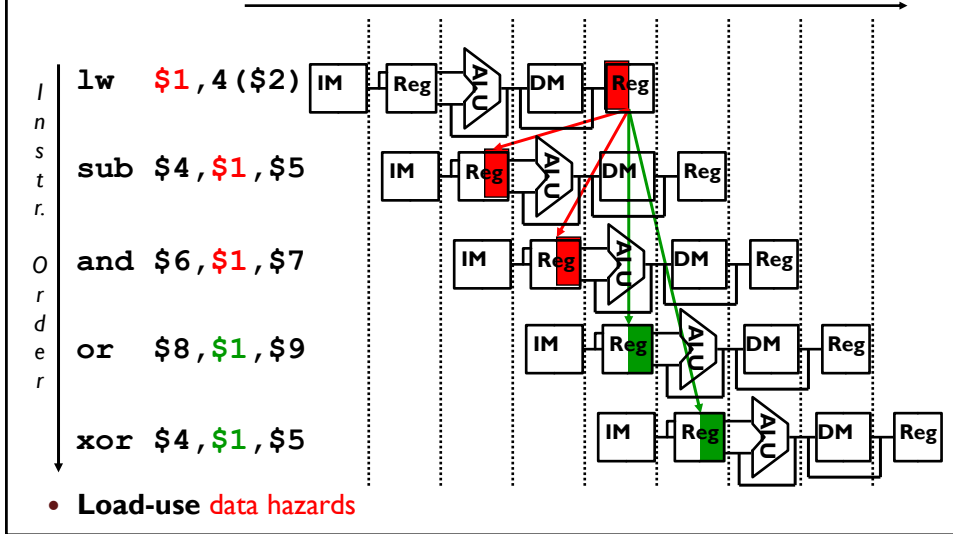 Instr. Order
lw $1,4($2) IM Reg ALU DM Reg
sub $4,$1,$5 IM Reg ALU DM Reg
and $6,$1,$7 IM Reg ALU DM Reg
or $8,$1,$9 IM Reg ALU DM Reg
xor $4,$1,$5 IM Reg ALU DM Reg
• Load-use data hazards